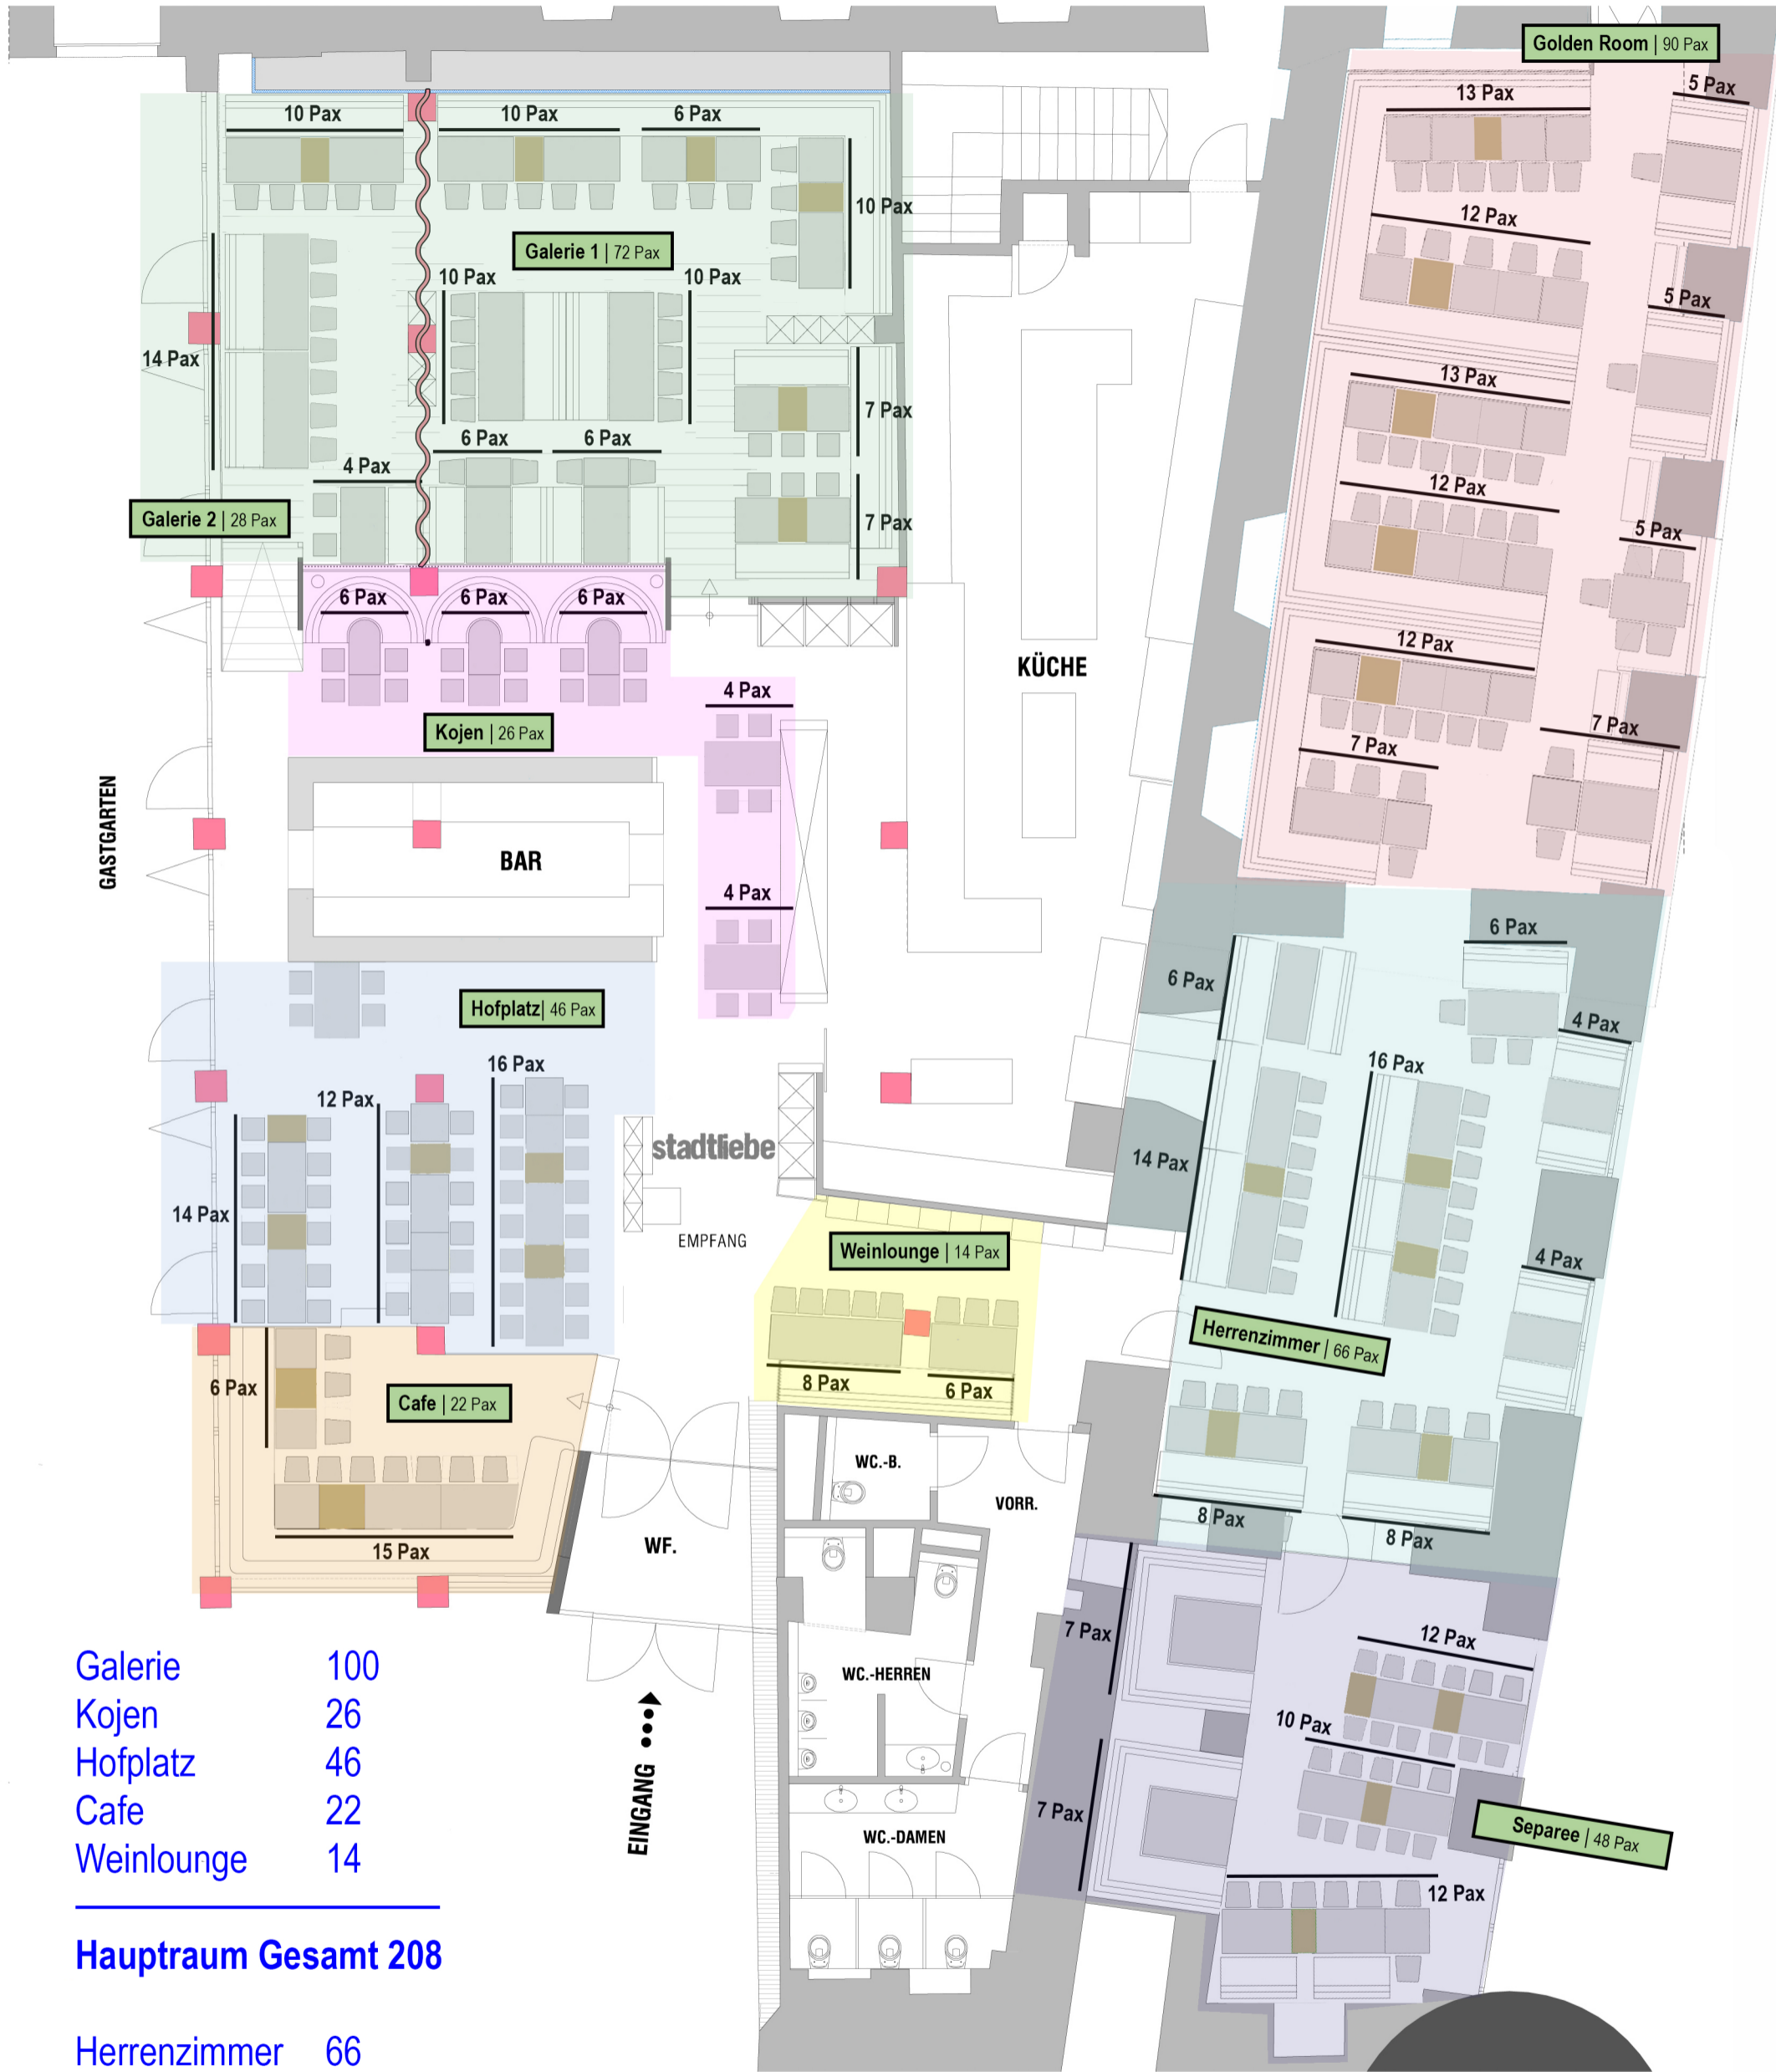 Golden Room | 90 Pax
10 Pax
10 Pax
6 Pax
10 Pax
Galerie 1 | 72 Pax
10 Pax
10 Pax
14 Pax
7 Pax
6 Pax
6 Pax
4 Pax
7 Pax
Galerie 2 | 28 Pax
13 Pax
5 Pax
12 Pax
5 Pax
13 Pax
12 Pax
5 Pax
12 Pax
7 Pax
7 Pax
6 Pax
6 Pax
6 Pax
Kojen | 26 Pax
4 Pax
4 Pax
KÜCHE
GASTGARTEN
BAR
Hofplatz| 46 Pax
16 Pax
12 Pax
14 Pax
stadtliebe
EMPFANG
Weinlounge | 14 Pax
8 Pax
6 Pax
6 Pax
6 Pax
4 Pax
16 Pax
14 Pax
4 Pax
Herrenzimmer | 66 Pax
8 Pax
8 Pax
6 Pax
Cafe | 22 Pax
15 Pax
WF.
WC.-B.
VORR.
WC.-HERREN
WC.-DAMEN
EINGANG
7 Pax
12 Pax
10 Pax
7 Pax
Separee | 48 Pax
12 Pax
Galerie 100
Kojen 26
Hofplatz 46
Cafe 22
Weinlounge 14
Hauptraum Gesamt 208
Herrenzimmer 66